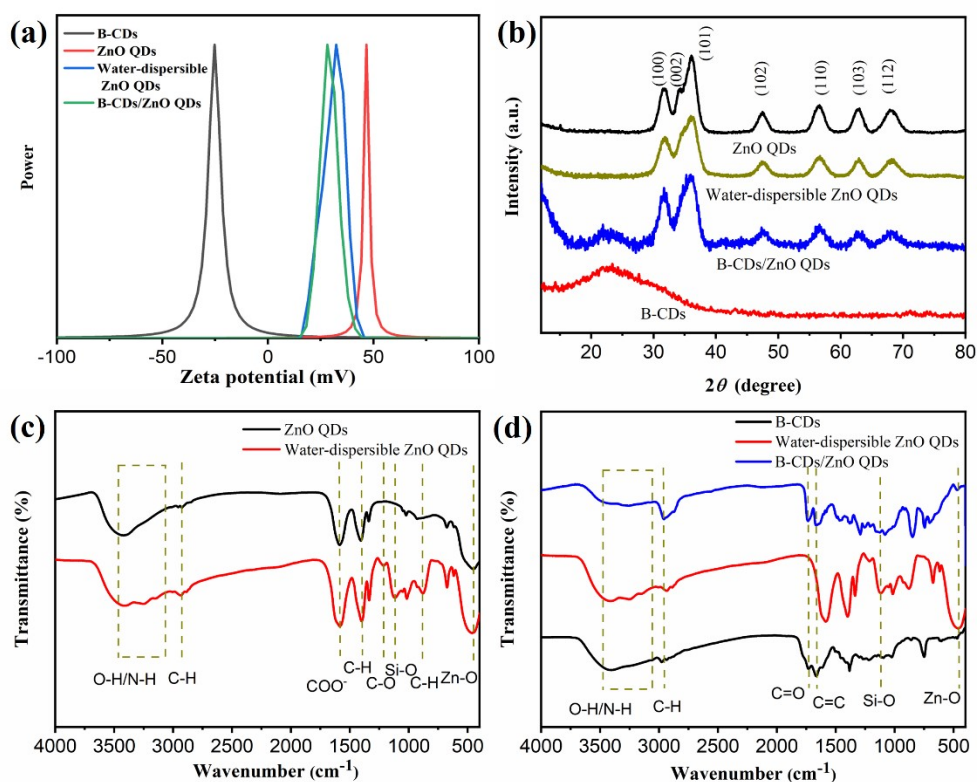 (a)
B-CDs
ZnO QDs
Water-dispersible
ZnO QDs
B-CDs/ZnO QDs
Power
-100
-50
0
50
100
Zeta potential (mV)
(b)
(100)
(002)
(101)
(102)
(110)
(103)
(112)
ZnO QDs
Water-dispersible ZnO QDs
B-CDs/ZnO QDs
B-CDs
Intensity (a.u.)
20
30
40
50
60
70
80
2θ (degree)
(c)
ZnO QDs
Water-dispersible ZnO QDs
Transmittance (%)
O-H/N-H
C-H
COO⁻
C-H
C-O
Si-O
C-H
Zn-O
4000
3500
3000
2500
2000
1500
1000
500
Wavenumber (cm⁻¹)
(d)
B-CDs
Water-dispersible ZnO QDs
B-CDs/ZnO QDs
Transmittance (%)
O-H/N-H
C-H
C=O
C=C
Si-O
Zn-O
4000
3500
3000
2500
2000
1500
1000
500
Wavenumber (cm⁻¹)